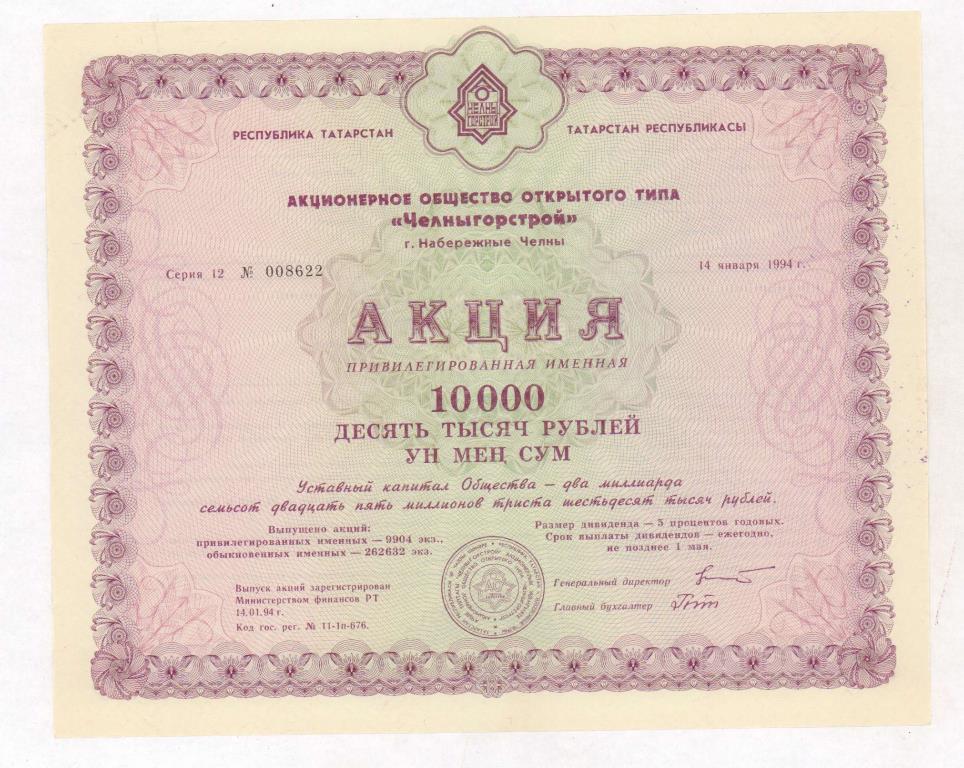 ЧЕЛНЫ
ГОРСТРОЙ
РЕСПУБЛИКА ТАТАРСТАН
ТАТАРСТАН РЕСПУБЛИКАСЫ
АКЦИОНЕРНОЕ ОБЩЕСТВО ОТКРЫТОГО ТИПА
«Челныгорстрой»
г. Набережные Челны
Серия 12 № 008622
14 января 1994 г.
АКЦИЯ
ПРИВИЛЕГИРОВАННАЯ ИМЕННАЯ
10 000
ДЕСЯТЬ ТЫСЯЧ РУБЛЕЙ
УН МЕҢ СУМ
Уставный капитал Общества — два миллиарда
семьсот двадцать пять миллионов триста шестьдесят тысяч рублей.
Выпущено акций:
привилегированных именных — 9904 экз.,
обыкновенных именных — 262632 экз.
Размер дивиденда — 5 процентов годовых.
Срок выплаты дивидендов — ежегодно,
не позднее 1 мая.
Выпуск акций зарегистрирован
Министерством финансов РТ
14.01.94 г.
Код гос. рег. № 11-1п-676.
Генеральный директор
Главный бухгалтер